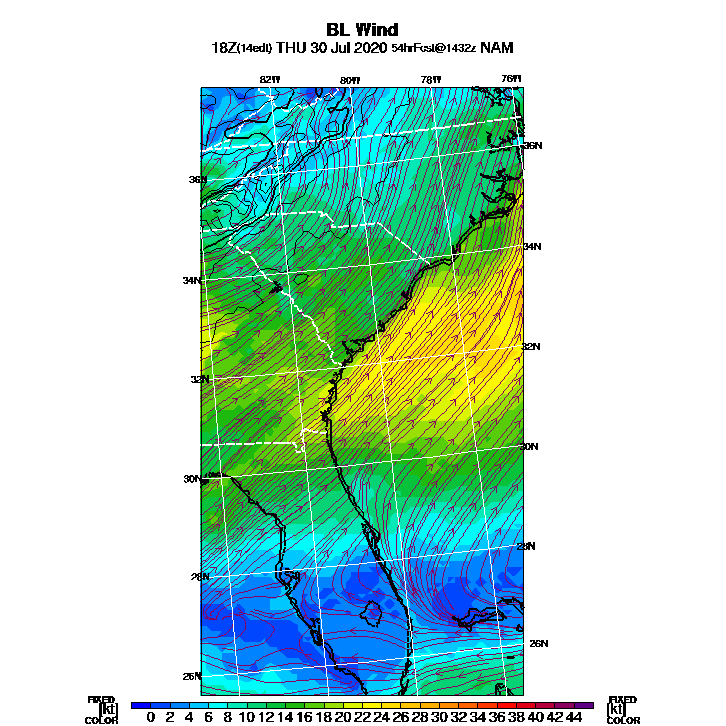 BL Wind
18Z(14edt) THU 30 Jul 2020 54hrFcst@1432z NAM
82W 80W 78W 76W
36N
36N
34N
34N
32N
32N
30N
30N
28N
28N
26N
26N
FIXED FIXED
[kt] 0 2 4 6 8 10 12 14 16 18 20 22 24 26 28 30 32 34 36 38 40 42 44 [kt]
COLOR COLOR